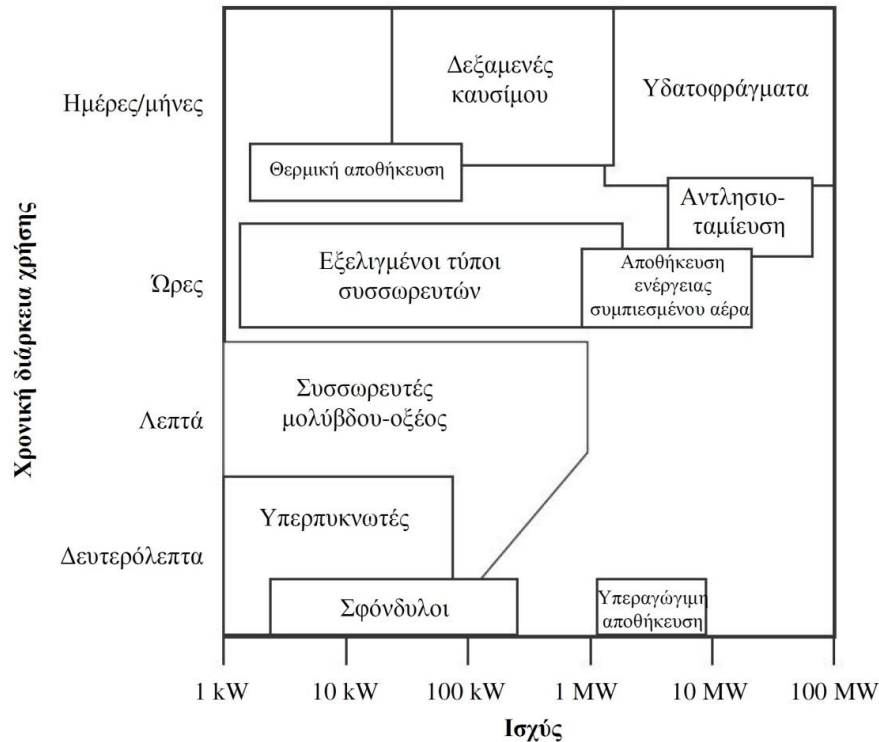 Δεξαμενές
καυσίμου
Υδατοφράγματα
Ημέρες/μήνες
Θερμική αποθήκευση
Αντλησιο-
ταμίευση
Εξελιγμένοι τύποι
συσσωρευτών
Αποθήκευση
ενέργειας
συμπιεσμένου αέρα
Ώρες
Χρονική διάρκεια χρήσης
Συσσωρευτές
μολύβδου-οξέος
Λεπτά
Υπερπυκνωτές
Δευτερόλεπτα
Σφόνδυλοι
Υπεραγώγιμη
αποθήκευση
1 kW 10 kW 100 kW 1 MW 10 MW 100 MW
Ισχύς